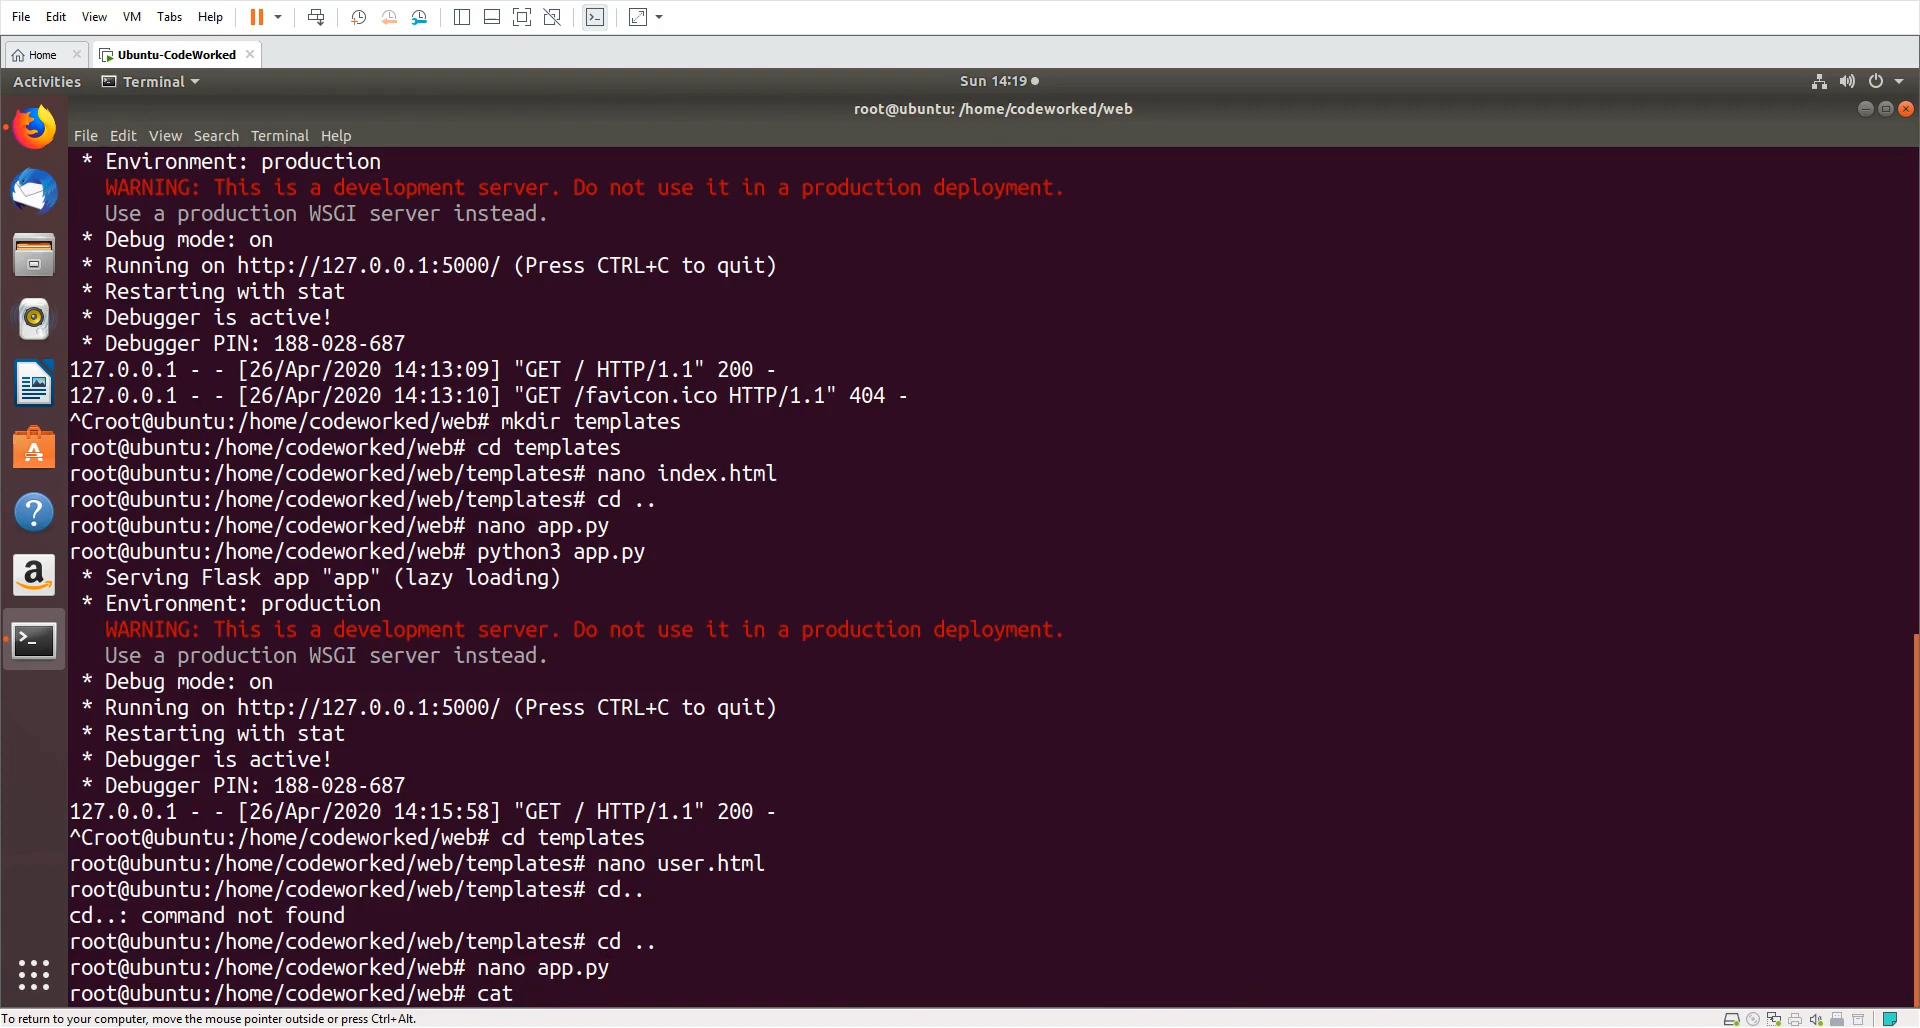 File Edit View VM Tabs Help
Home Ubuntu-CodeWorked
Activities Terminal Sun 14:19
root@ubuntu: /home/codeworked/web
File Edit View Search Terminal Help
* Environment: production
WARNING: This is a development server. Do not use it in a production deployment.
Use a production WSGI server instead.
* Debug mode: on
* Running on http://127.0.0.1:5000/ (Press CTRL+C to quit)
* Restarting with stat
* Debugger is active!
* Debugger PIN: 188-028-687
127.0.0.1 - - [26/Apr/2020 14:13:09] "GET / HTTP/1.1" 200 -
127.0.0.1 - - [26/Apr/2020 14:13:10] "GET /favicon.ico HTTP/1.1" 404 -
^Croot@ubuntu:/home/codeworked/web# mkdir templates
root@ubuntu:/home/codeworked/web# cd templates
root@ubuntu:/home/codeworked/web/templates# nano index.html
root@ubuntu:/home/codeworked/web/templates# cd ..
root@ubuntu:/home/codeworked/web# nano app.py
root@ubuntu:/home/codeworked/web# python3 app.py
* Serving Flask app "app" (lazy loading)
* Environment: production
WARNING: This is a development server. Do not use it in a production deployment.
Use a production WSGI server instead.
* Debug mode: on
* Running on http://127.0.0.1:5000/ (Press CTRL+C to quit)
* Restarting with stat
* Debugger is active!
* Debugger PIN: 188-028-687
127.0.0.1 - - [26/Apr/2020 14:15:58] "GET / HTTP/1.1" 200 -
^Croot@ubuntu:/home/codeworked/web# cd templates
root@ubuntu:/home/codeworked/web/templates# nano user.html
root@ubuntu:/home/codeworked/web/templates# cd..
cd..: command not found
root@ubuntu:/home/codeworked/web/templates# cd ..
root@ubuntu:/home/codeworked/web# nano app.py
root@ubuntu:/home/codeworked/web# cat
To return to your computer, move the mouse pointer outside or press Ctrl+Alt.